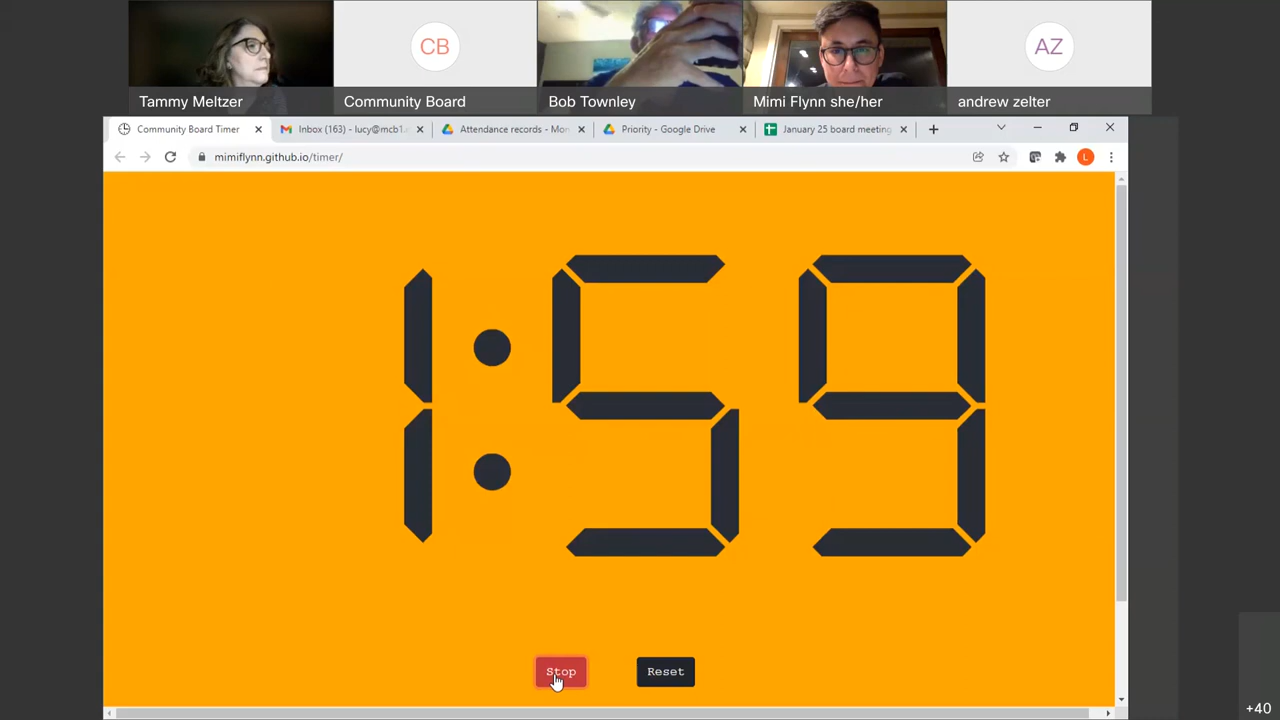 CB
AZ
Tammy Meltzer
Community Board
Bob Townley
Mimi Flynn she/her
andrew zelter
Community Board Timer
Inbox (163) - lucy@mcb1.
Attendance records - Mon
Priority - Google Drive
January 25 board meeting
mimiflynn.github.io/timer/
L
1:59
Stop
Reset
+40